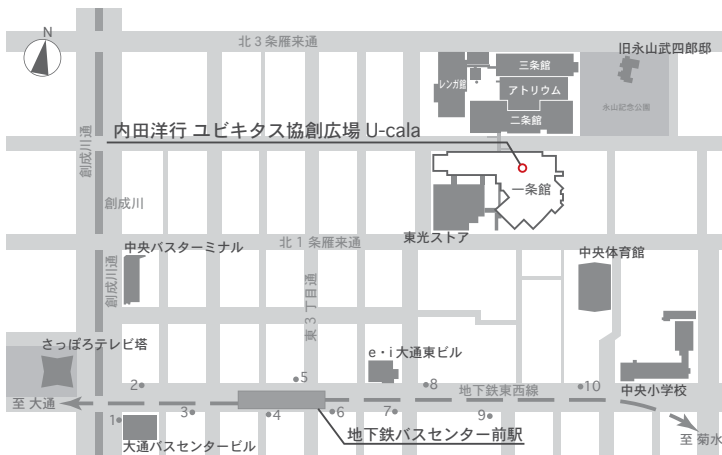 N
北3条雁来通
旧永山武四郎邸
三条館
レンガ館
アトリウム
二条館
永山記念公園
内田洋行 ユビキタス協創広場 U-cala
創成川通
一条館
創成川
東光ストア
北1条雁来通
中央バスターミナル
中央体育館
創成川通
東3丁目通
さっぽろテレビ塔
e・i大通東ビル
5
2
8
地下鉄東西線
10
中央小学校
至 大通
1
3
4
6
7
9
大通バスセンタービル
地下鉄バスセンター前駅
至 菊水